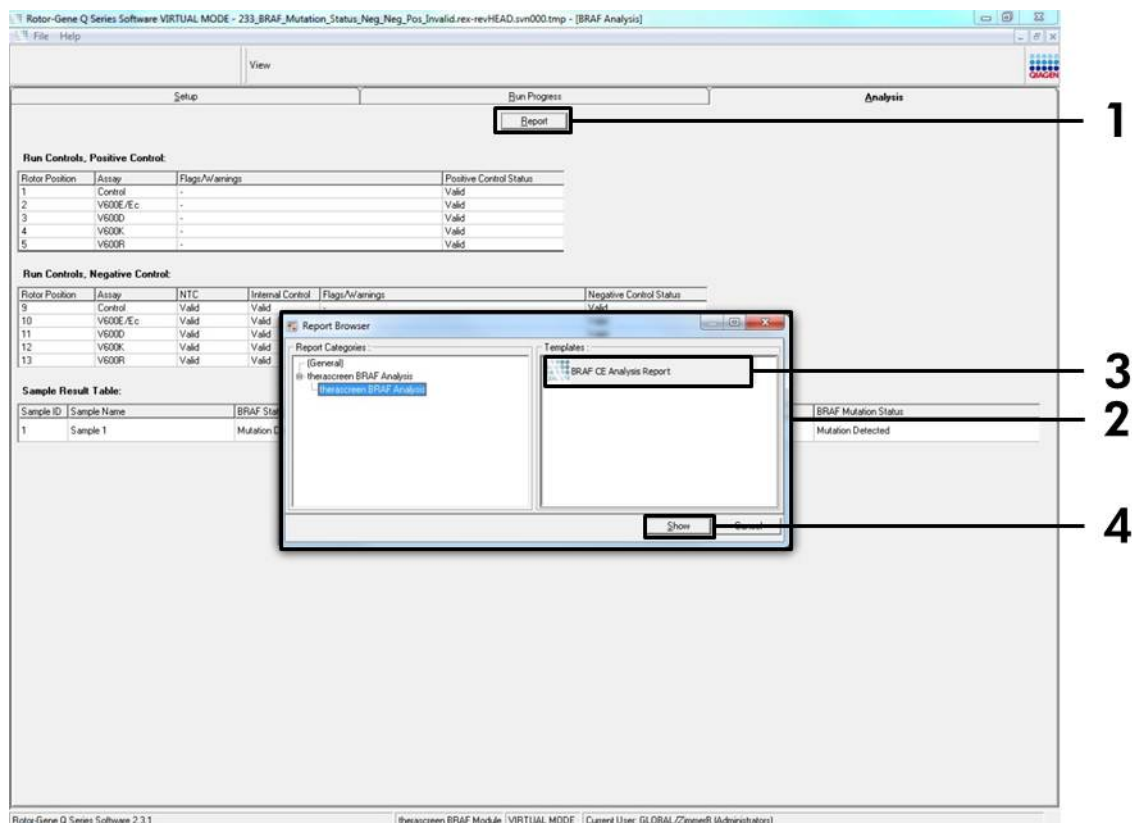 Rotor-Gene Q Series Software VIRTUAL MODE - 233_BRAF_Mutation_Status_Neg_Neg_Pos_Invalid.rex-revHEAD.svn000.tmp - [BRAF Analysis]
File Help
View
QIAGEN
Setup Run Progress Analysis
Report
1
Run Controls, Positive Control:
Rotor Position Assay Flags/Warnings Positive Control Status
1 Control - Valid
2 V600E/Ec - Valid
3 V600D - Valid
4 V600K - Valid
5 V600R - Valid
Run Controls, Negative Control:
Rotor Position Assay NTC Internal Control Flags/Warnings Negative Control Status
9 Control Valid Valid - Valid
10 V600E/Ec Valid Valid
11 V600D Valid Valid
12 V600K Valid Valid
13 V600R Valid Valid
Report Browser
Report Categories :
(General)
therascreen BRAF Analysis
therascreen BRAF Analysis
Templates :
BRAF CE Analysis Report
3
2
Show
4
Sample Result Table:
Sample ID Sample Name BRAF Mutation Status
1 Sample 1 Mutation Detected
Rotor-Gene Q Series Software 2.3.1 therascreen BRAF Module VIRTUAL MODE Current User: GLOBAL/ZimmerB (Administrators)